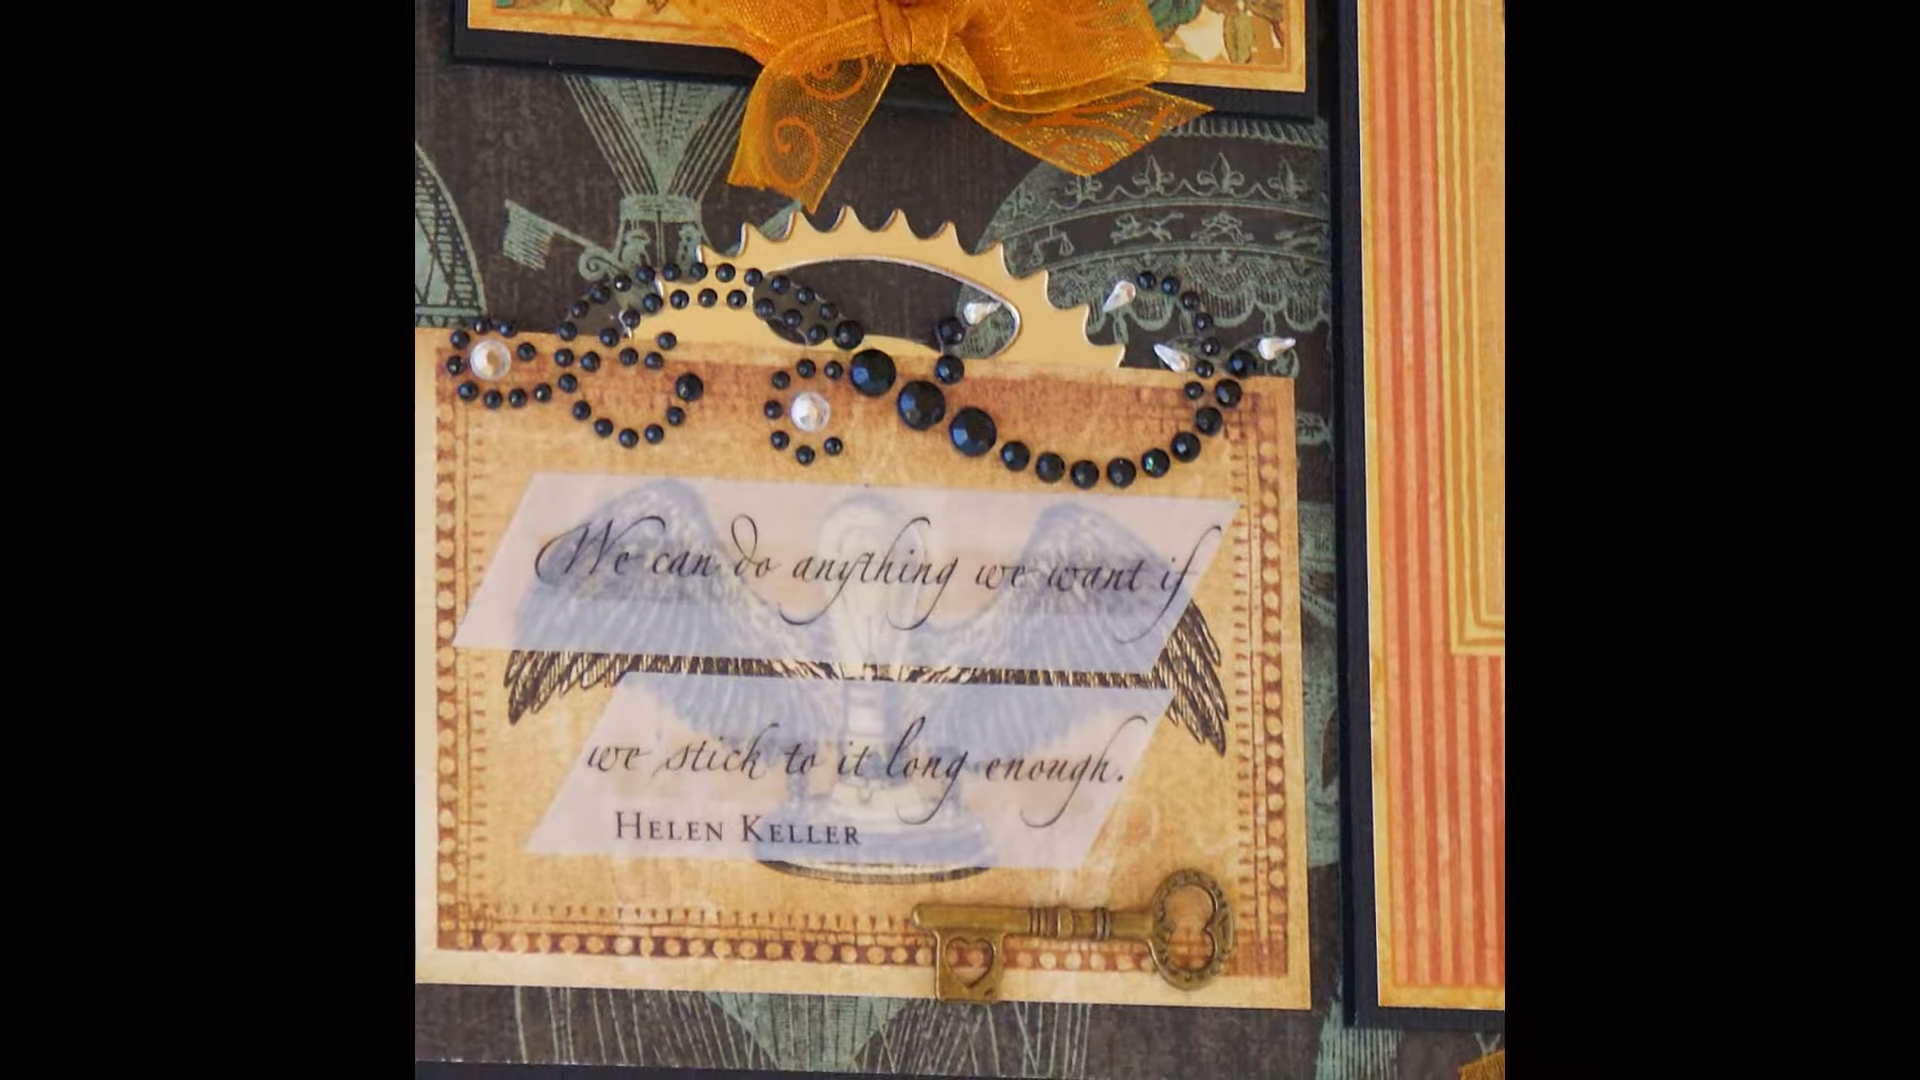 We can do anything we want if
we stick to it long enough.
HELEN KELLER